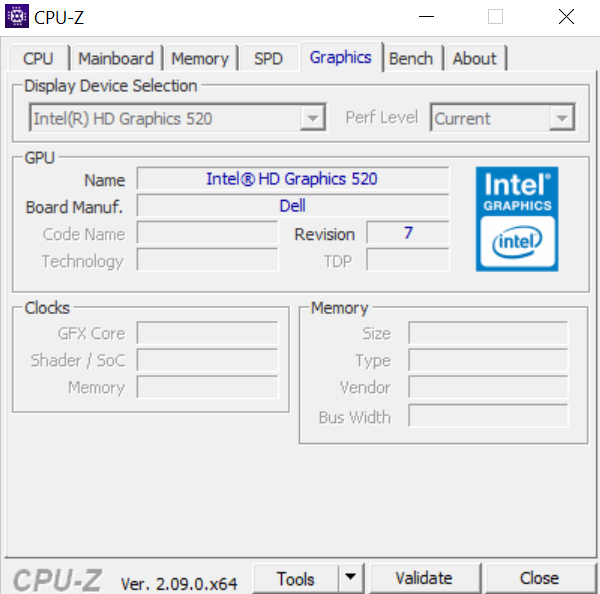 CPU-Z
CPU Mainboard Memory SPD Graphics Bench About
Display Device Selection
Intel(R) HD Graphics 520 Perf Level Current
GPU
Name Intel® HD Graphics 520
Board Manuf. Dell
Code Name Revision 7
Technology TDP
Intel®
GRAPHICS
intel
Clocks
GFX Core
Shader / SoC
Memory
Memory
Size
Type
Vendor
Bus Width
CPU-Z Ver. 2.09.0.x64 Tools Validate Close